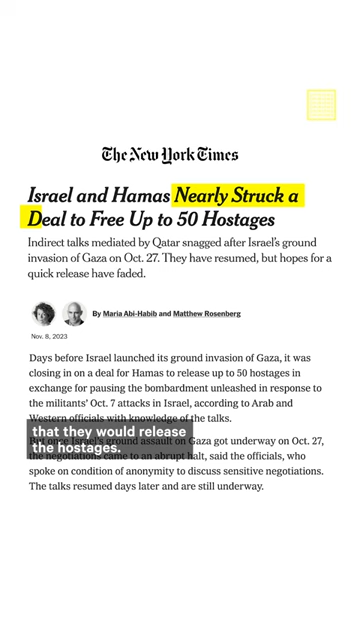 The New York Times
Israel and Hamas Nearly Struck a
Deal to Free Up to 50 Hostages
Indirect talks mediated by Qatar snagged after Israel's ground
invasion of Gaza on Oct. 27. They have resumed, but hopes for a
quick release have faded.
By Maria Abi-Habib and Matthew Rosenberg
Nov. 8, 2023
Days before Israel launched its ground invasion of Gaza, it was
closing in on a deal for Hamas to release up to 50 hostages in
exchange for pausing the bombardment unleashed in response to
the militants' Oct. 7 attacks in Israel, according to Arab and
Western officials with knowledge of the talks.
that they would release
the hostages.
But once Israel's ground assault on Gaza got underway on Oct. 27,
the negotiations came to an abrupt halt, said the officials, who
spoke on condition of anonymity to discuss sensitive negotiations.
The talks resumed days later and are still underway.